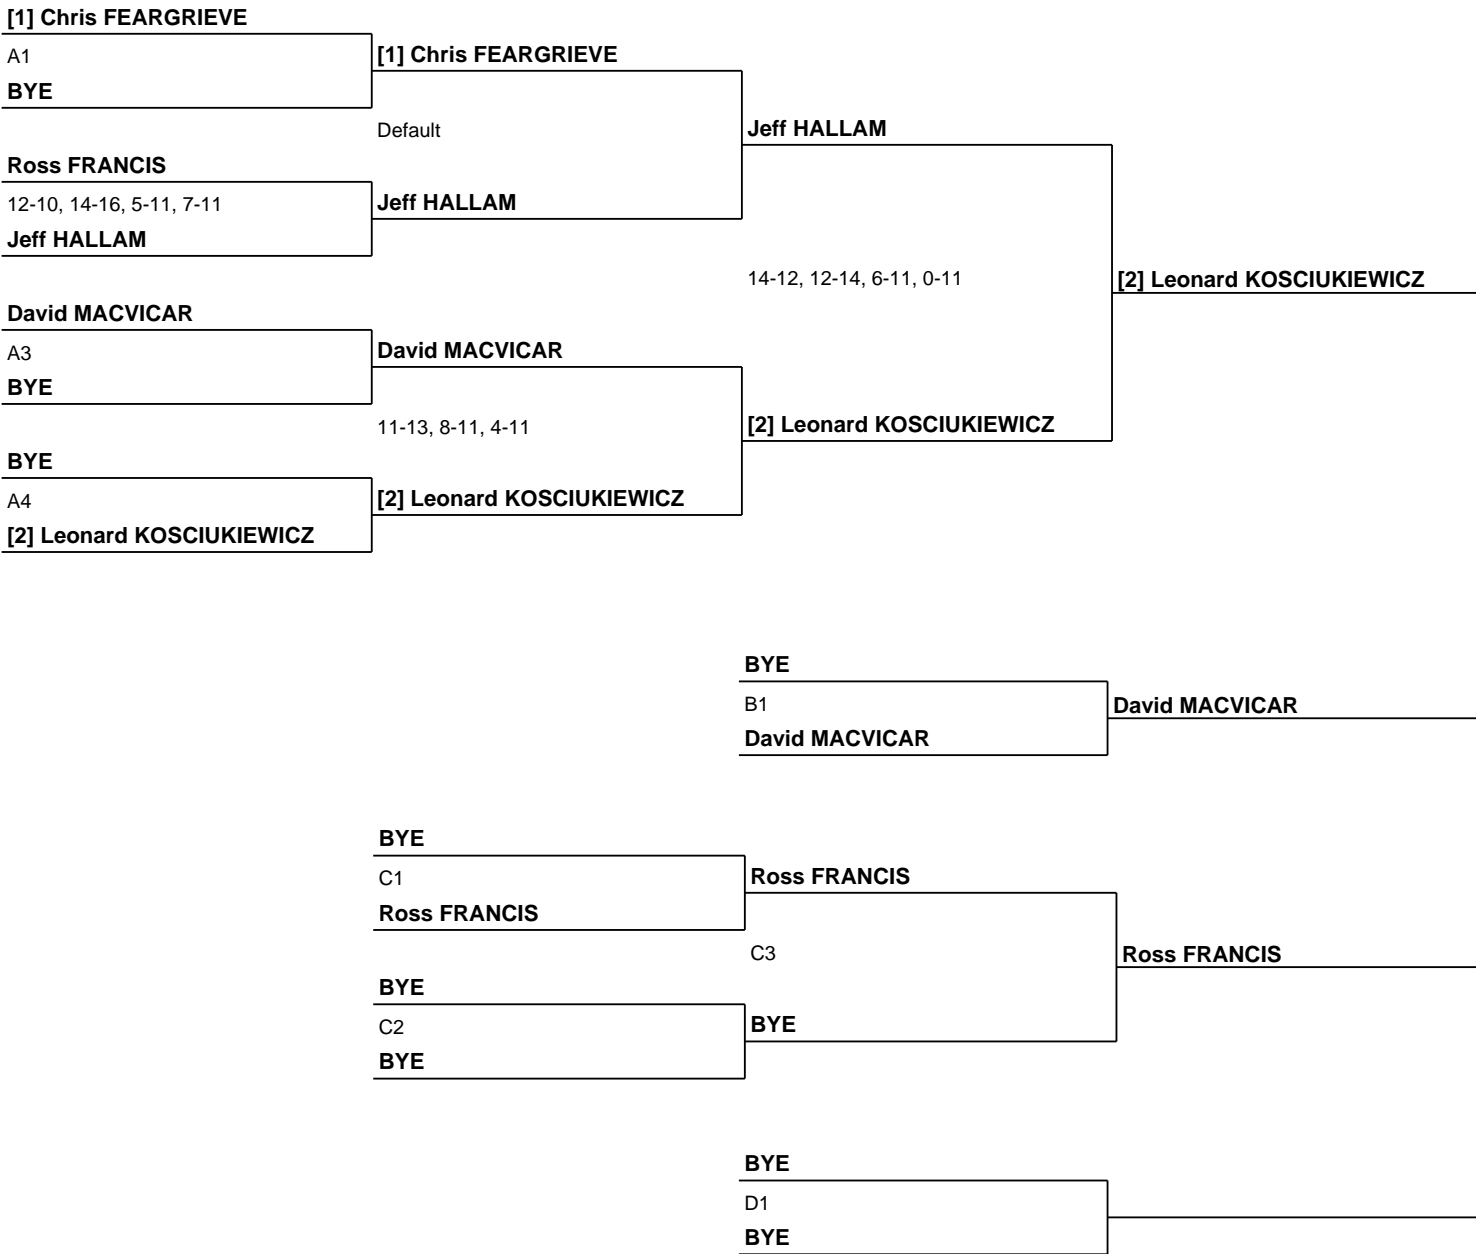 [1] Chris FEARGRIEVE
A1
[1] Chris FEARGRIEVE
BYE
Default
Jeff HALLAM
Ross FRANCIS
12-10, 14-16, 5-11, 7-11
Jeff HALLAM
Jeff HALLAM
14-12, 12-14, 6-11, 0-11
[2] Leonard KOSCIUKIEWICZ
David MACVICAR
A3
David MACVICAR
BYE
11-13, 8-11, 4-11
[2] Leonard KOSCIUKIEWICZ
BYE
A4
[2] Leonard KOSCIUKIEWICZ
[2] Leonard KOSCIUKIEWICZ
BYE
B1
David MACVICAR
David MACVICAR
BYE
C1
Ross FRANCIS
Ross FRANCIS
C3
Ross FRANCIS
BYE
C2
BYE
BYE
BYE
D1
BYE